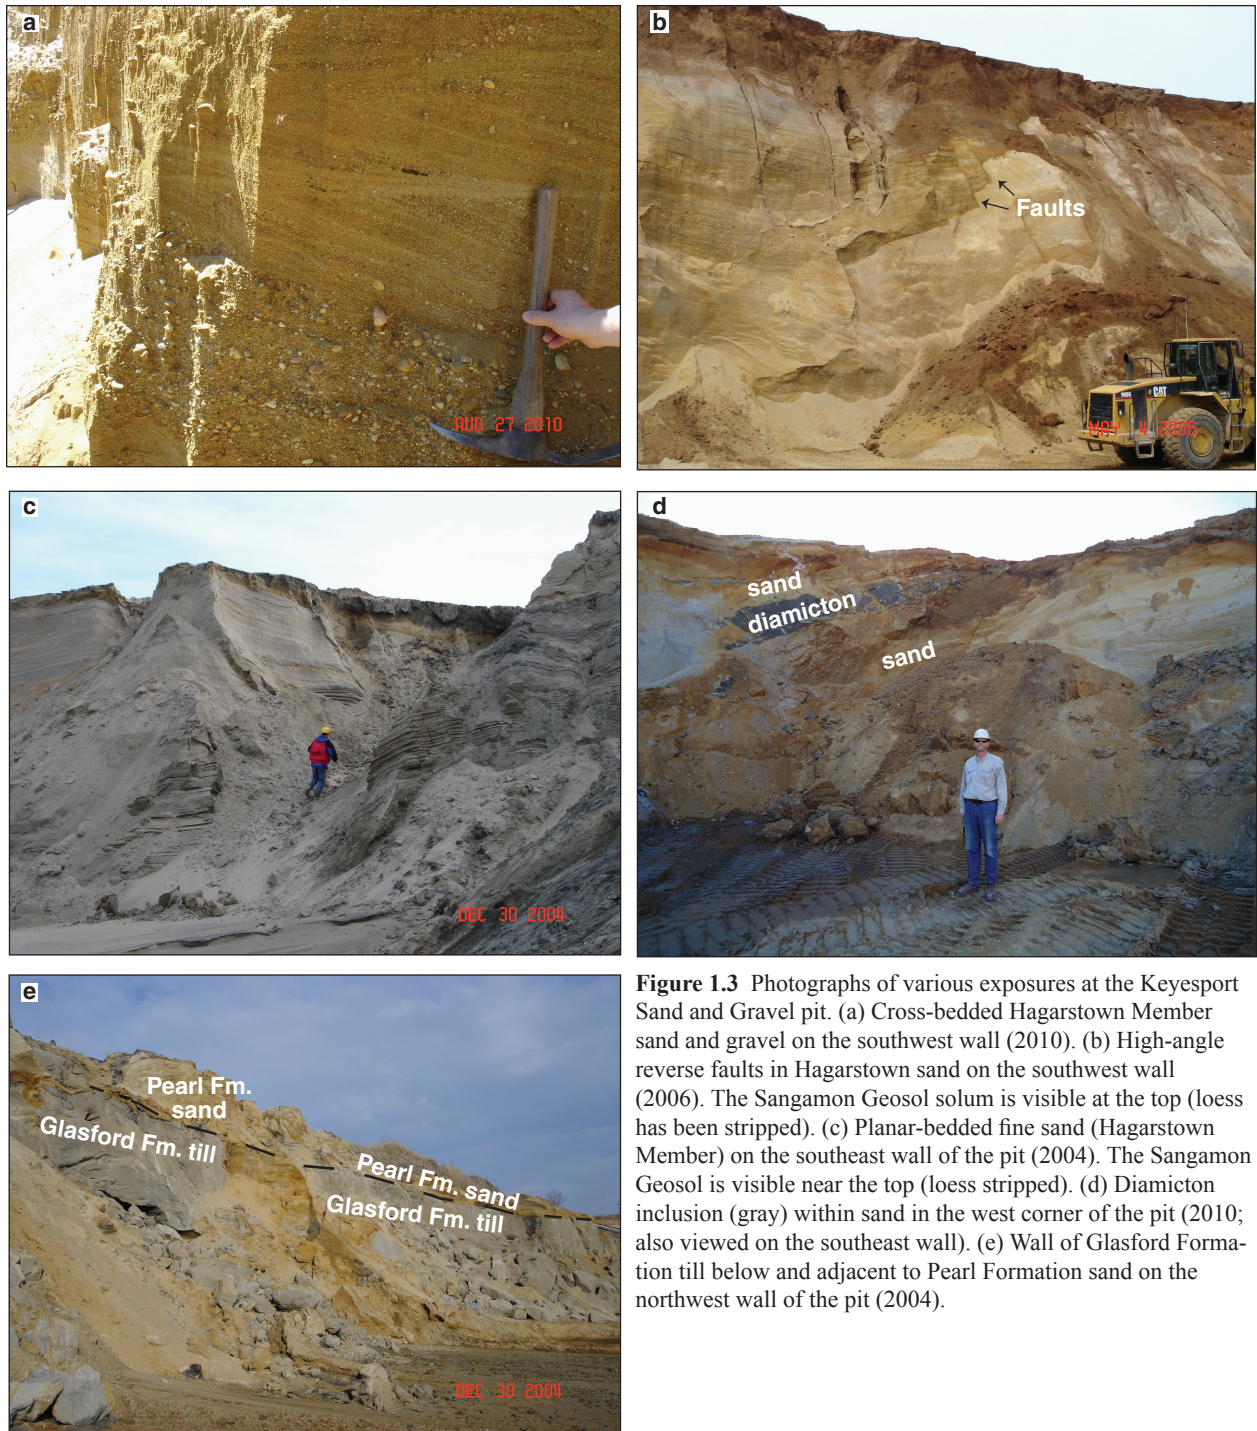 a
AUG 27 2010
b
Faults
CAT
MAY 4 2006
c
DEC 30 2004
d
sand
diamicton
sand
e
Pearl Fm.
sand
Glasford Fm. till
Pearl Fm. sand
Glasford Fm. till
DEC 30 2004
Figure 1.3 Photographs of various exposures at the Keyesport
Sand and Gravel pit. (a) Cross-bedded Hagarstown Member
sand and gravel on the southwest wall (2010). (b) High-angle
reverse faults in Hagarstown sand on the southwest wall
(2006). The Sangamon Geosol solum is visible at the top (loess
has been stripped). (c) Planar-bedded fine sand (Hagarstown
Member) on the southeast wall of the pit (2004). The Sangamon
Geosol is visible near the top (loess stripped). (d) Diamicton
inclusion (gray) within sand in the west corner of the pit (2010;
also viewed on the southeast wall). (e) Wall of Glasford Forma-
tion till below and adjacent to Pearl Formation sand on the
northwest wall of the pit (2004).